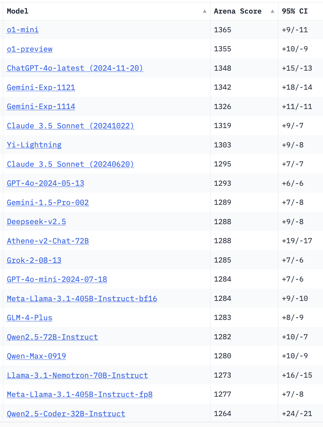 Model Arena Score 95% CI
o1-mini 1365 +9/-11
o1-preview 1355 +10/-9
ChatGPT-4o-latest (2024-11-20) 1348 +15/-13
Gemini-Exp-1121 1342 +18/-14
Gemini-Exp-1114 1326 +11/-11
Claude 3.5 Sonnet (20241022) 1319 +9/-7
Yi-Lightning 1303 +9/-8
Claude 3.5 Sonnet (20240620) 1295 +7/-7
GPT-4o-2024-05-13 1293 +6/-6
Gemini-1.5-Pro-002 1289 +7/-8
Deepseek-v2.5 1288 +9/-8
Athene-v2-Chat-72B 1288 +19/-17
Grok-2-08-13 1285 +7/-6
GPT-4o-mini-2024-07-18 1284 +7/-6
Meta-Llama-3.1-405B-Instruct-bf16 1284 +9/-10
GLM-4-Plus 1283 +8/-9
Qwen2.5-72B-Instruct 1282 +10/-7
Qwen-Max-0919 1280 +10/-9
Llama-3.1-Nemotron-70B-Instruct 1273 +16/-15
Meta-Llama-3.1-405B-Instruct-fp8 1277 +7/-8
Qwen2.5-Coder-32B-Instruct 1264 +24/-21